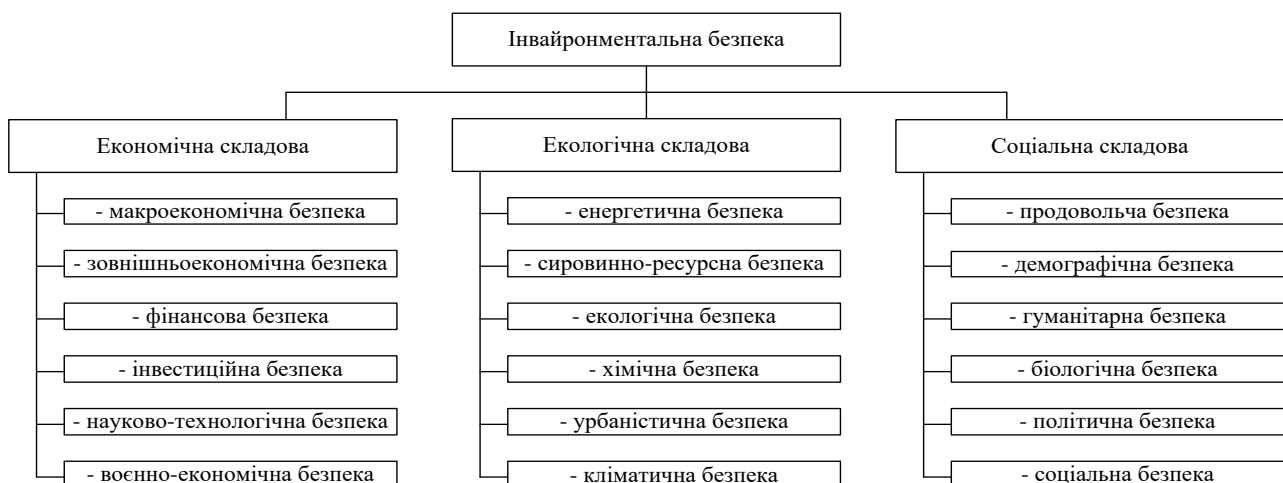 Інвайронментальна безпека
Економічна складова
- макроекономічна безпека
- зовнішньоекономічна безпека
- фінансова безпека
- інвестиційна безпека
- науково-технологічна безпека
- воєнно-економічна безпека
Екологічна складова
- енергетична безпека
- сировинно-ресурсна безпека
- екологічна безпека
- хімічна безпека
- урбаністична безпека
- кліматична безпека
Соціальна складова
- продовольча безпека
- демографічна безпека
- гуманітарна безпека
- біологічна безпека
- політична безпека
- соціальна безпека